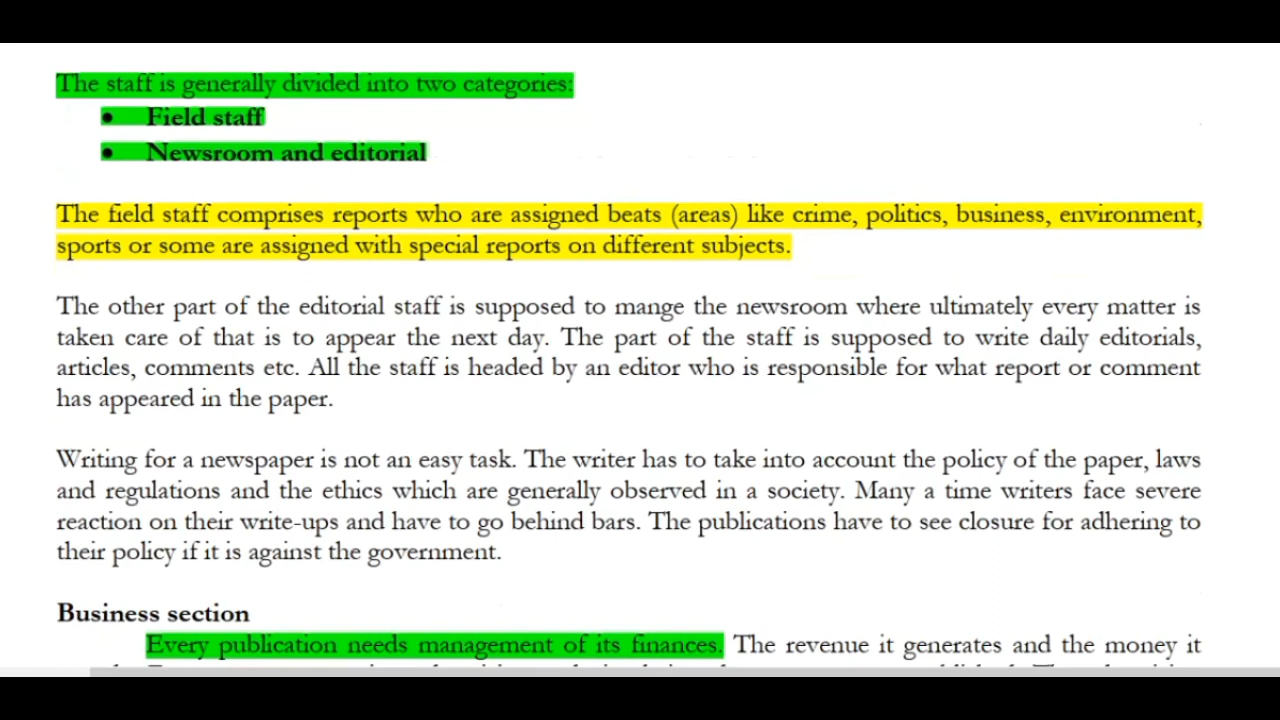 The staff is generally divided into two categories:
• Field staff
• Newsroom and editorial
The field staff comprises reports who are assigned beats (areas) like crime, politics, business, environment,
sports or some are assigned with special reports on different subjects.
The other part of the editorial staff is supposed to mange the newsroom where ultimately every matter is
taken care of that is to appear the next day. The part of the staff is supposed to write daily editorials,
articles, comments etc. All the staff is headed by an editor who is responsible for what report or comment
has appeared in the paper.
Writing for a newspaper is not an easy task. The writer has to take into account the policy of the paper, laws
and regulations and the ethics which are generally observed in a society. Many a time writers face severe
reaction on their write-ups and have to go behind bars. The publications have to see closure for adhering to
their policy if it is against the government.
Business section
Every publication needs management of its finances. The revenue it generates and the money it